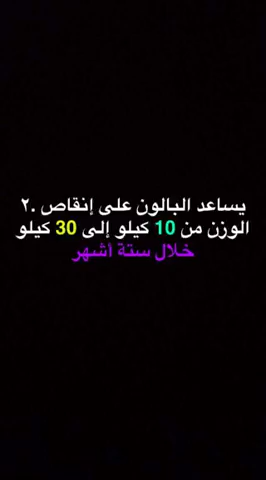 ٢. يساعد البالون على إنقاص
الوزن من 10 كيلو إلى 30 كيلو
خلال ستة أشهر